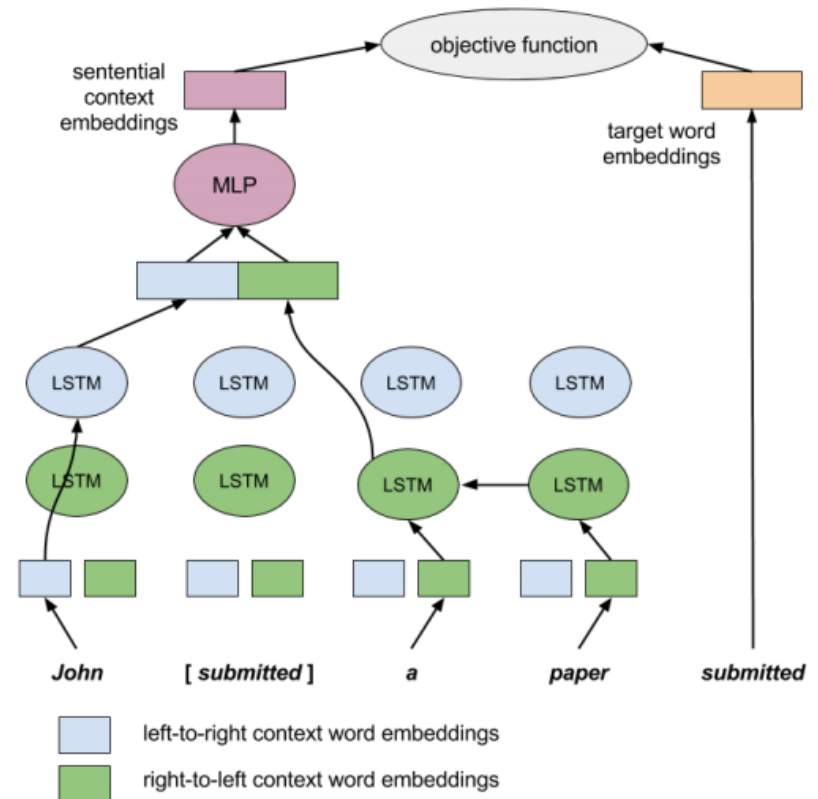 objective function
sentential
context
embeddings
target word
embeddings
MLP
LSTM LSTM LSTM LSTM
LSTM LSTM LSTM LSTM
John [ submitted ] a paper submitted
left-to-right context word embeddings
right-to-left context word embeddings